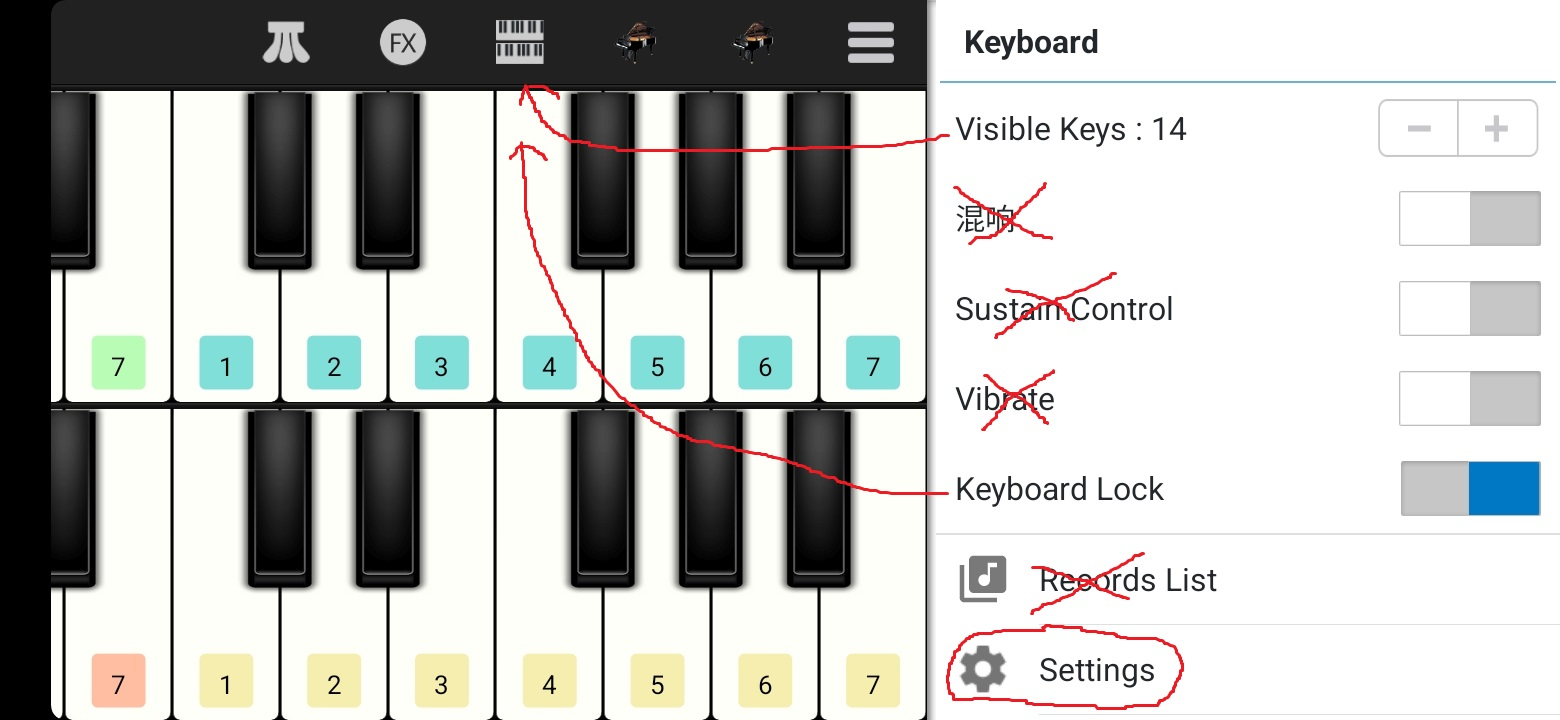 FX
Keyboard
Visible Keys : 14
混响
Sustain Control
Vibrate
Keyboard Lock
Records List
Settings
7 1 2 3 4 5 6 7
7 1 2 3 4 5 6 7